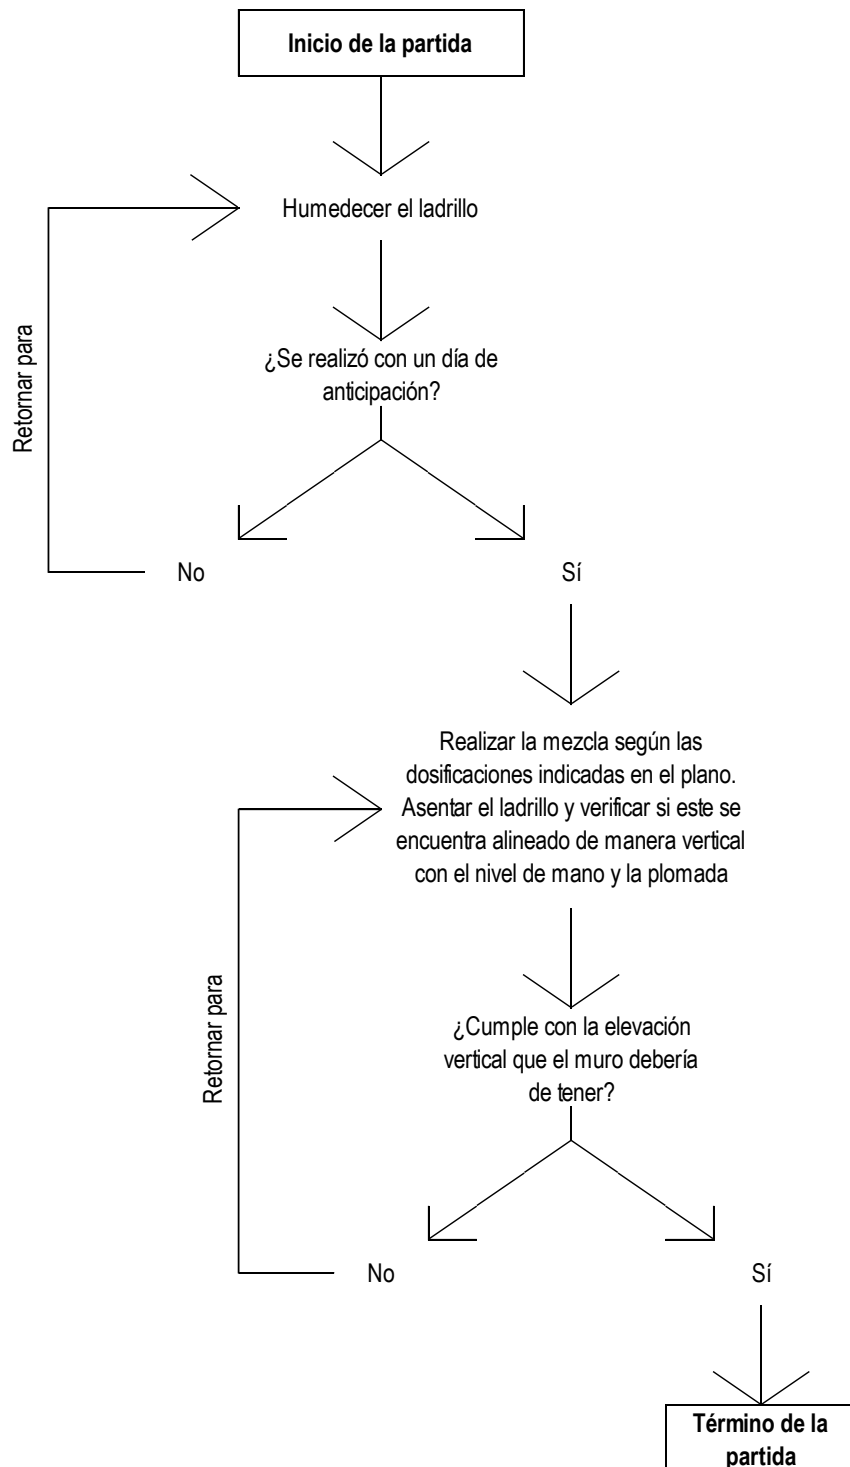 Inicio de la partida
Humedecer el ladrillo
¿Se realizó con un día de
anticipación?
Retornar para
No
Sí
Realizar la mezcla según las
dosificaciones indicadas en el plano.
Asentar el ladrillo y verificar si este se
encuentra alineado de manera vertical
con el nivel de mano y la plomada
¿Cumple con la elevación
vertical que el muro debería
de tener?
Retornar para
No
Sí
Término de la
partida